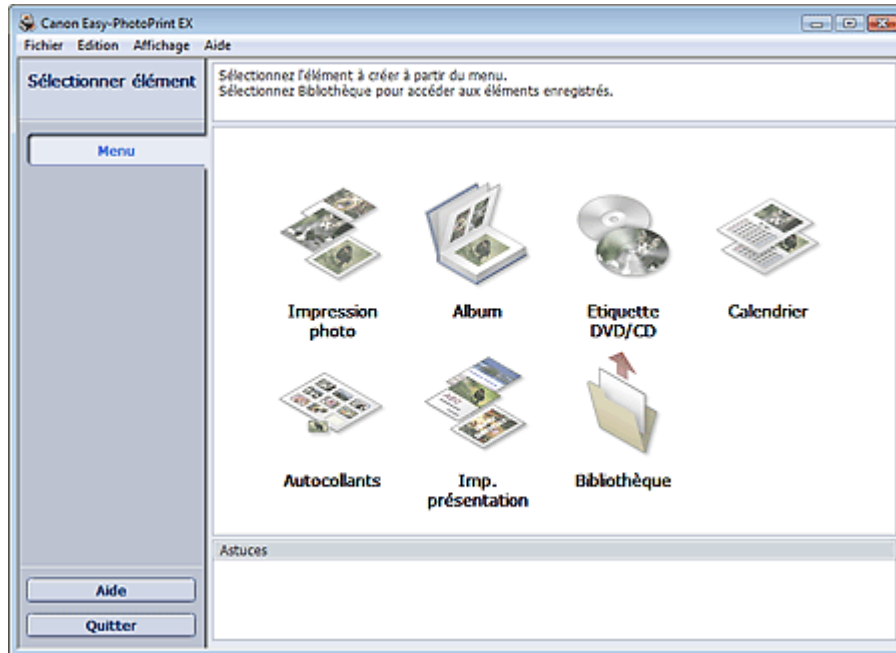 Canon Easy-PhotoPrint EX
Fichier Edition Affichage Aide
Sélectionner élément
Sélectionnez l'élément à créer à partir du menu.
Sélectionnez Bibliothèque pour accéder aux éléments enregistrés.
Menu
Impression
photo
Album
Etiquette
DVD/CD
Calendrier
Autocollants
Imp.
présentation
Bibliothèque
Astuces
Aide
Quitter